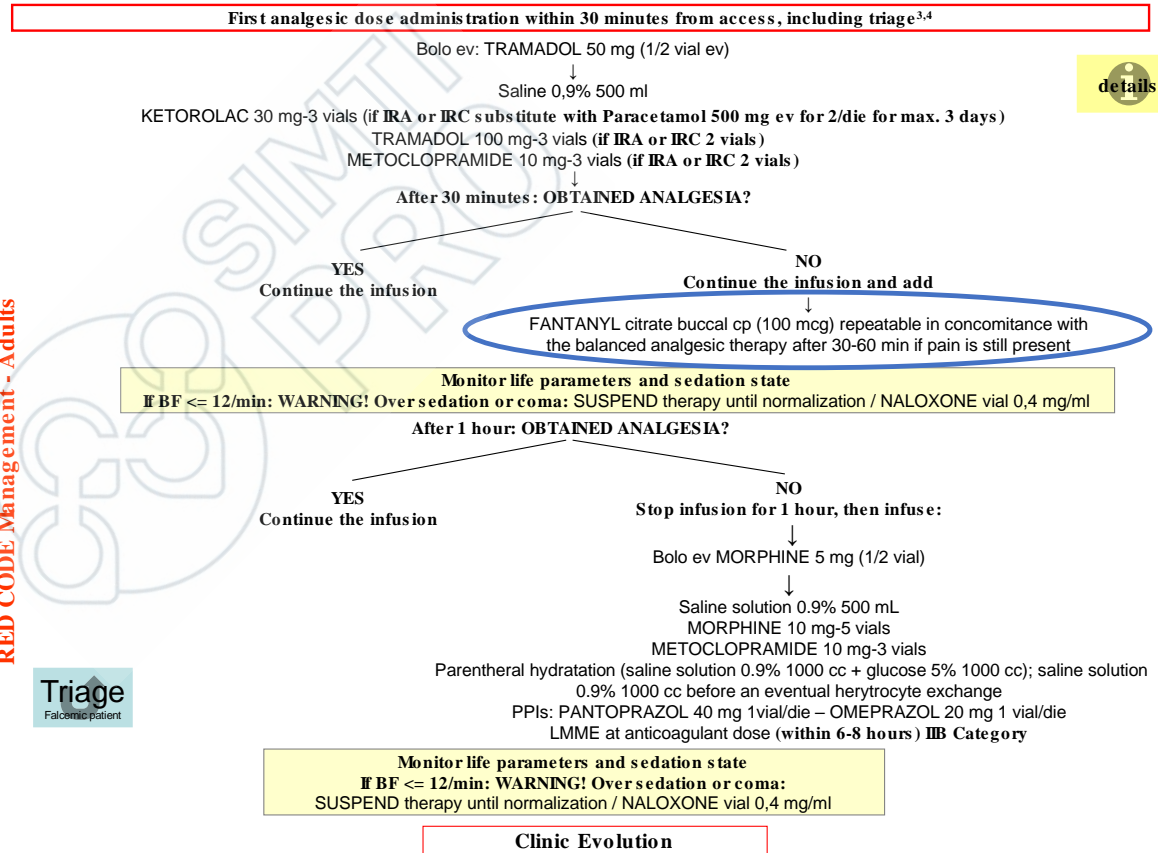 First analgesic dose administration within 30 minutes from access, including triage3,4
Bolo ev: TRAMADOL 50 mg (1/2 vial ev)
↓
details
Saline 0,9% 500 ml
KETOROLAC 30 mg-3 vials (if IRA or IRC substitute with Paracetamol 500 mg ev for 2/die for max. 3 days)
TRAMADOL 100 mg-3 vials (if IRA or IRC 2 vials)
METOCLOPRAMIDE 10 mg-3 vials (if IRA or IRC 2 vials)
↓
After 30 minutes: OBTAINED ANALGESIA?
YES
Continue the infusion
NO
Continue the infusion and add
↓
FANTANYL citrate buccal cp (100 mcg) repeatable in concomitance with
the balanced analgesic therapy after 30-60 min if pain is still present
Monitor life parameters and sedation state
If BF <= 12/min: WARNING! Over sedation or coma: SUSPEND therapy until normalization / NALOXONE vial 0,4 mg/ml
After 1 hour: OBTAINED ANALGESIA?
YES
Continue the infusion
NO
Stop infusion for 1 hour, then infuse:
↓
Bolo ev MORPHINE 5 mg (1/2 vial)
↓
Saline solution 0.9% 500 mL
MORPHINE 10 mg-5 vials
METOCLOPRAMIDE 10 mg-3 vials
Parentheral hydratation (saline solution 0.9% 1000 cc + glucose 5% 1000 cc); saline solution
0.9% 1000 cc before an eventual herytrocyte exchange
PPIs: PANTOPRAZOL 40 mg 1vial/die – OMEPRAZOL 20 mg 1 vial/die
LMME at anticoagulant dose (within 6-8 hours) IIB Category
Monitor life parameters and sedation state
If BF <= 12/min: WARNING! Over sedation or coma:
SUSPEND therapy until normalization / NALOXONE vial 0,4 mg/ml
Clinic Evolution
RED CODE Management - Adults
Triage
Falcemic patient
SIMTI
PRO